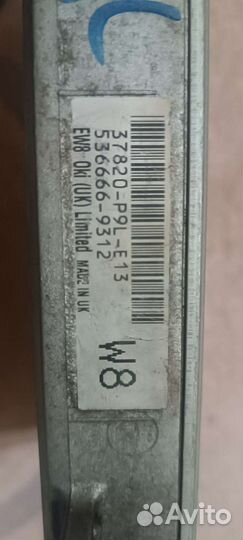 37820-P9L-E13
536666-9312
EW8 Oki (UK) Limited MADE IN UK
W8
Avito